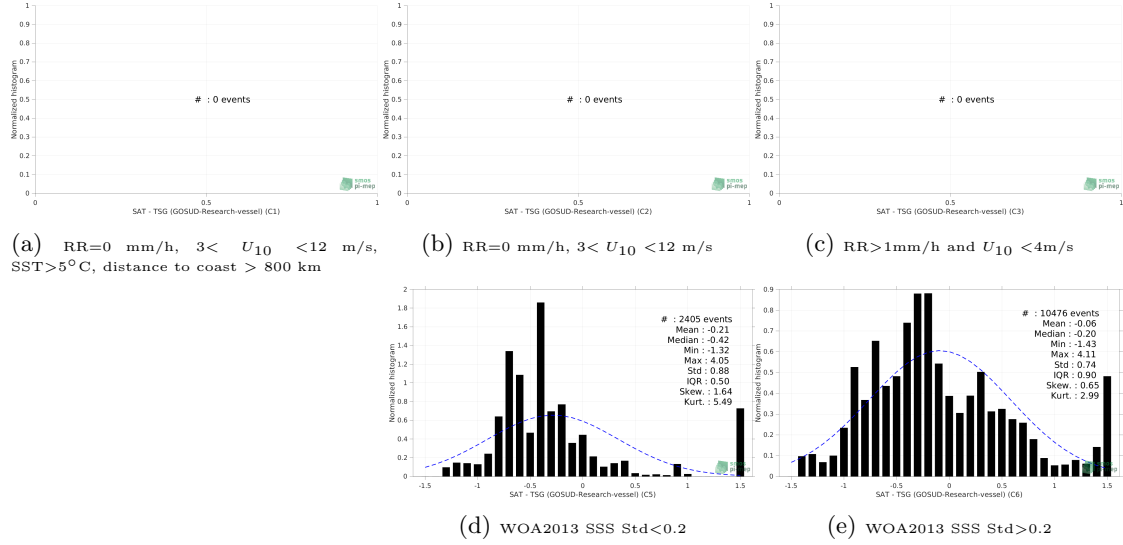 Normalized histogram
1
0.9
0.8
0.7
0.6
0.5
0.4
0.3
0.2
0.1
0
# : 0 events
smos
pi-mep
0 0.5 1
SAT - TSG (GOSUD-Research-vessel) (C1)
(a) RR=0 mm/h, 3< U10 <12 m/s,
SST>5°C, distance to coast > 800 km
Normalized histogram
1
0.9
0.8
0.7
0.6
0.5
0.4
0.3
0.2
0.1
0
# : 0 events
smos
pi-mep
0 0.5 1
SAT - TSG (GOSUD-Research-vessel) (C2)
(b) RR=0 mm/h, 3< U10 <12 m/s
Normalized histogram
1
0.9
0.8
0.7
0.6
0.5
0.4
0.3
0.2
0.1
0
# : 0 events
smos
pi-mep
0 0.5 1
SAT - TSG (GOSUD-Research-vessel) (C3)
(c) RR>1mm/h and U10 <4m/s
Normalized histogram
2
1.8
1.6
1.4
1.2
1
0.8
0.6
0.4
0.2
0
# : 2405 events
Mean : -0.21
Median : -0.42
Min : -1.32
Max : 4.05
Std : 0.88
IQR : 0.50
Skew. : 1.64
Kurt. : 5.49
smos
pi-mep
-1.5 -1 -0.5 0 0.5 1 1.5
SAT - TSG (GOSUD-Research-vessel) (C5)
(d) WOA2013 SSS Std<0.2
Normalized histogram
0.9
0.8
0.7
0.6
0.5
0.4
0.3
0.2
0.1
0
# : 10476 events
Mean : -0.06
Median : -0.20
Min : -1.43
Max : 4.11
Std : 0.74
IQR : 0.90
Skew. : 0.65
Kurt. : 2.99
smos
pi-mep
-1.5 -1 -0.5 0 0.5 1 1.5
SAT - TSG (GOSUD-Research-vessel) (C6)
(e) WOA2013 SSS Std>0.2